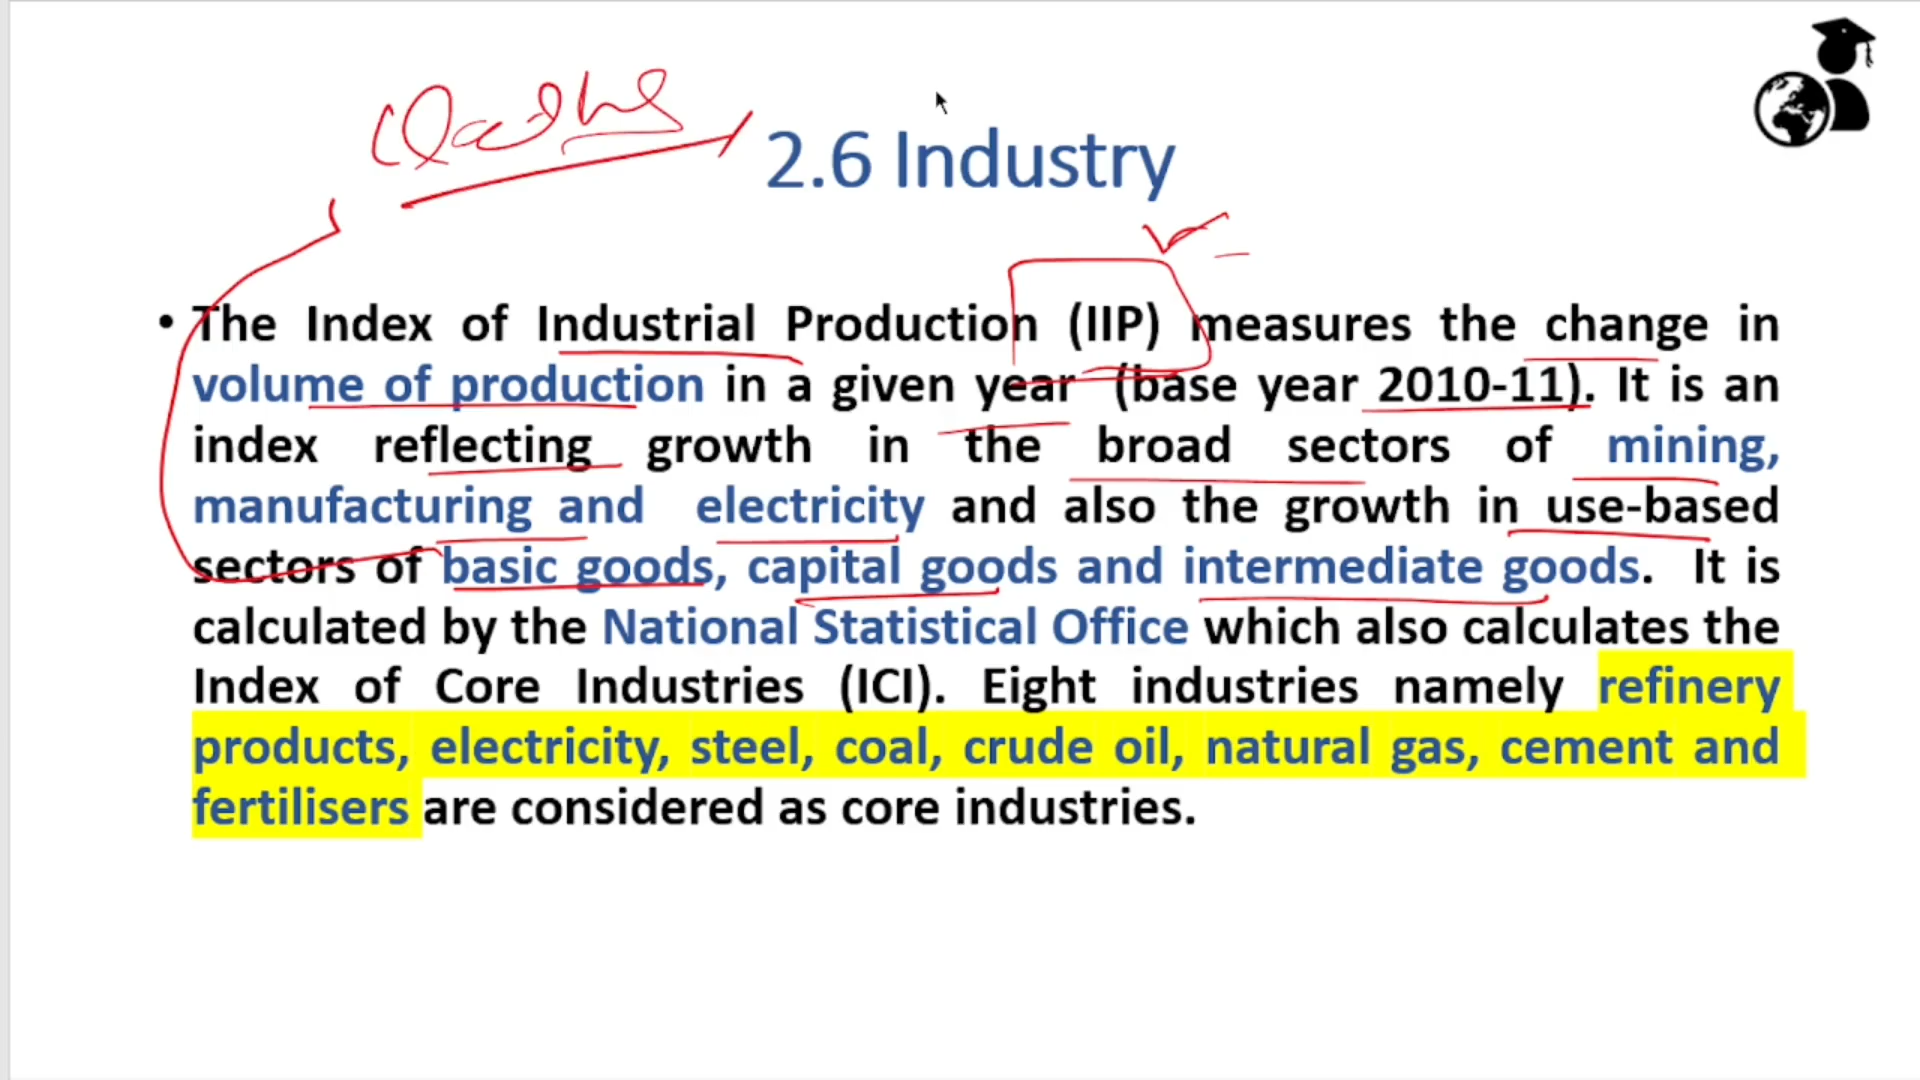 2.6 Industry
• The Index of Industrial Production (IIP) measures the change in
volume of production in a given year (base year 2010-11). It is an
index reflecting growth in the broad sectors of mining,
manufacturing and electricity and also the growth in use-based
sectors of basic goods, capital goods and intermediate goods. It is
calculated by the National Statistical Office which also calculates the
Index of Core Industries (ICI). Eight industries namely refinery
products, electricity, steel, coal, crude oil, natural gas, cement and
fertilisers are considered as core industries.